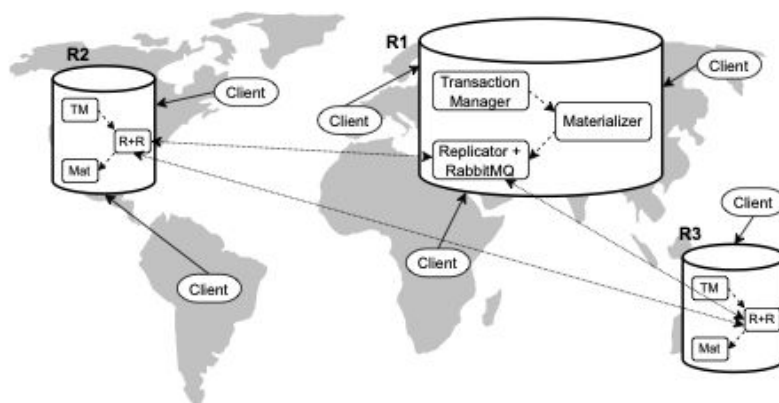 R2
TM
R+R
Mat
Client
Client
R1
Transaction
Manager
Materializer
Replicator +
RabbitMQ
Client
Client
Client
Client
R3
TM
R+R
Mat